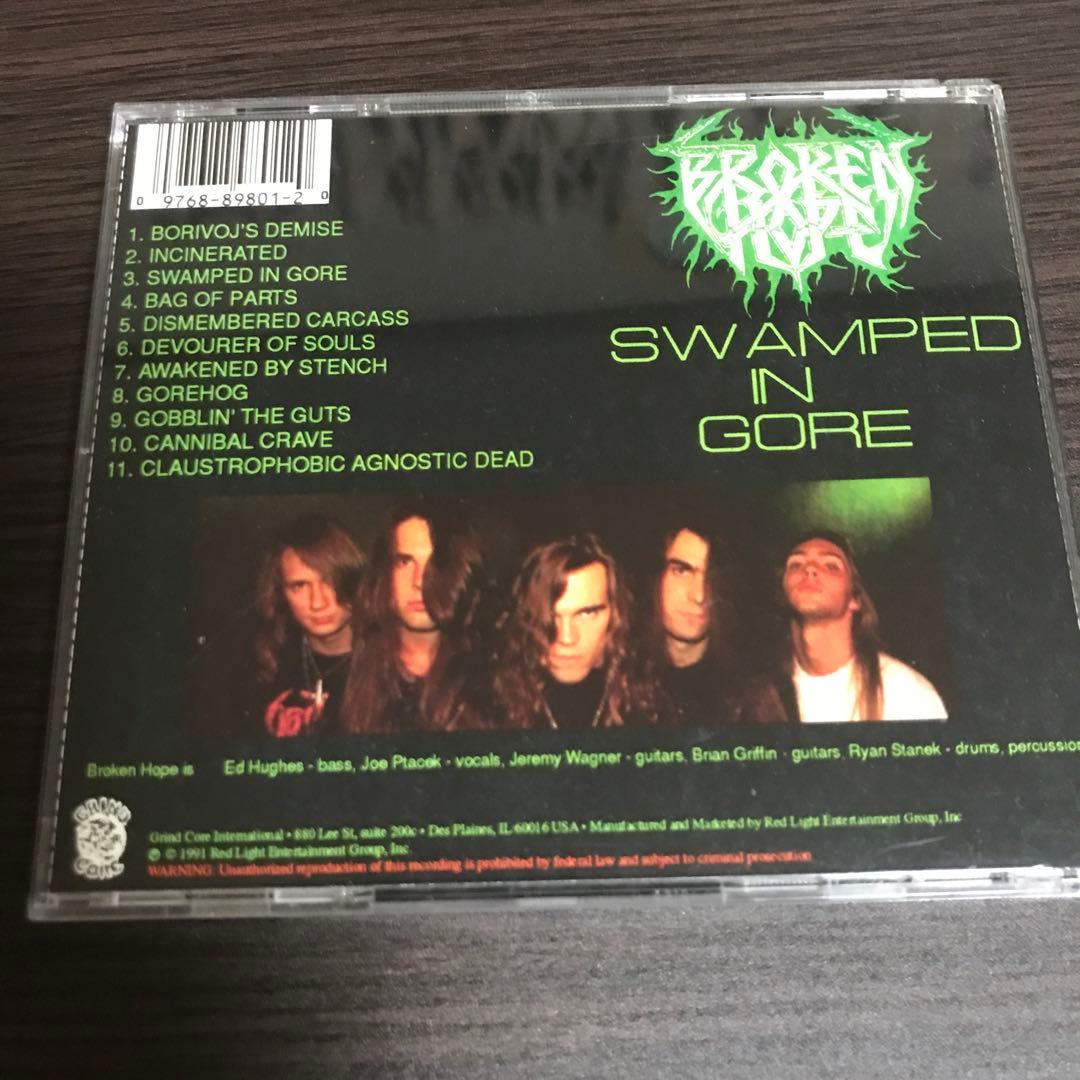 0 9768-89801-2 0
1. BORIVOJ'S DEMISE
2. INCINERATED
3. SWAMPED IN GORE
4. BAG OF PARTS
5. DISMEMBERED CARCASS
6. DEVOURER OF SOULS
7. AWAKENED BY STENCH
8. GOREHOG
9. GOBBLIN' THE GUTS
10. CANNIBAL CRAVE
11. CLAUSTROPHOBIC AGNOSTIC DEAD
BROKEN
HOPE
SWAMPED
IN
GORE
Broken Hope is Ed Hughes - bass, Joe Ptacek - vocals, Jeremy Wagner - guitars, Brian Griffin - guitars, Ryan Stanek - drums, percussion
GRIND
CORE
Grind Core International • 880 Lee St, suite 200c • Des Plaines, IL 60016 USA • Manufactured and Marketed by Red Light Entertainment Group, Inc
℗ © 1991 Red Light Entertainment Group, Inc.
WARNING: Unauthorized reproduction of this recording is prohibited by federal law and subject to criminal prosecution